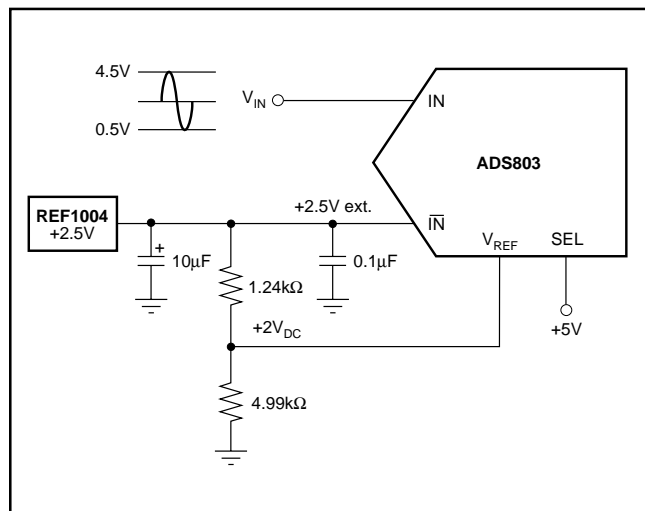 4.5V
0.5V
V_IN
IN
ADS803
REF1004
+2.5V
+2.5V ext.
I̅N̅
V_REF
SEL
+
10µF
1.24kΩ
0.1µF
+2V_DC
+5V
4.99kΩ